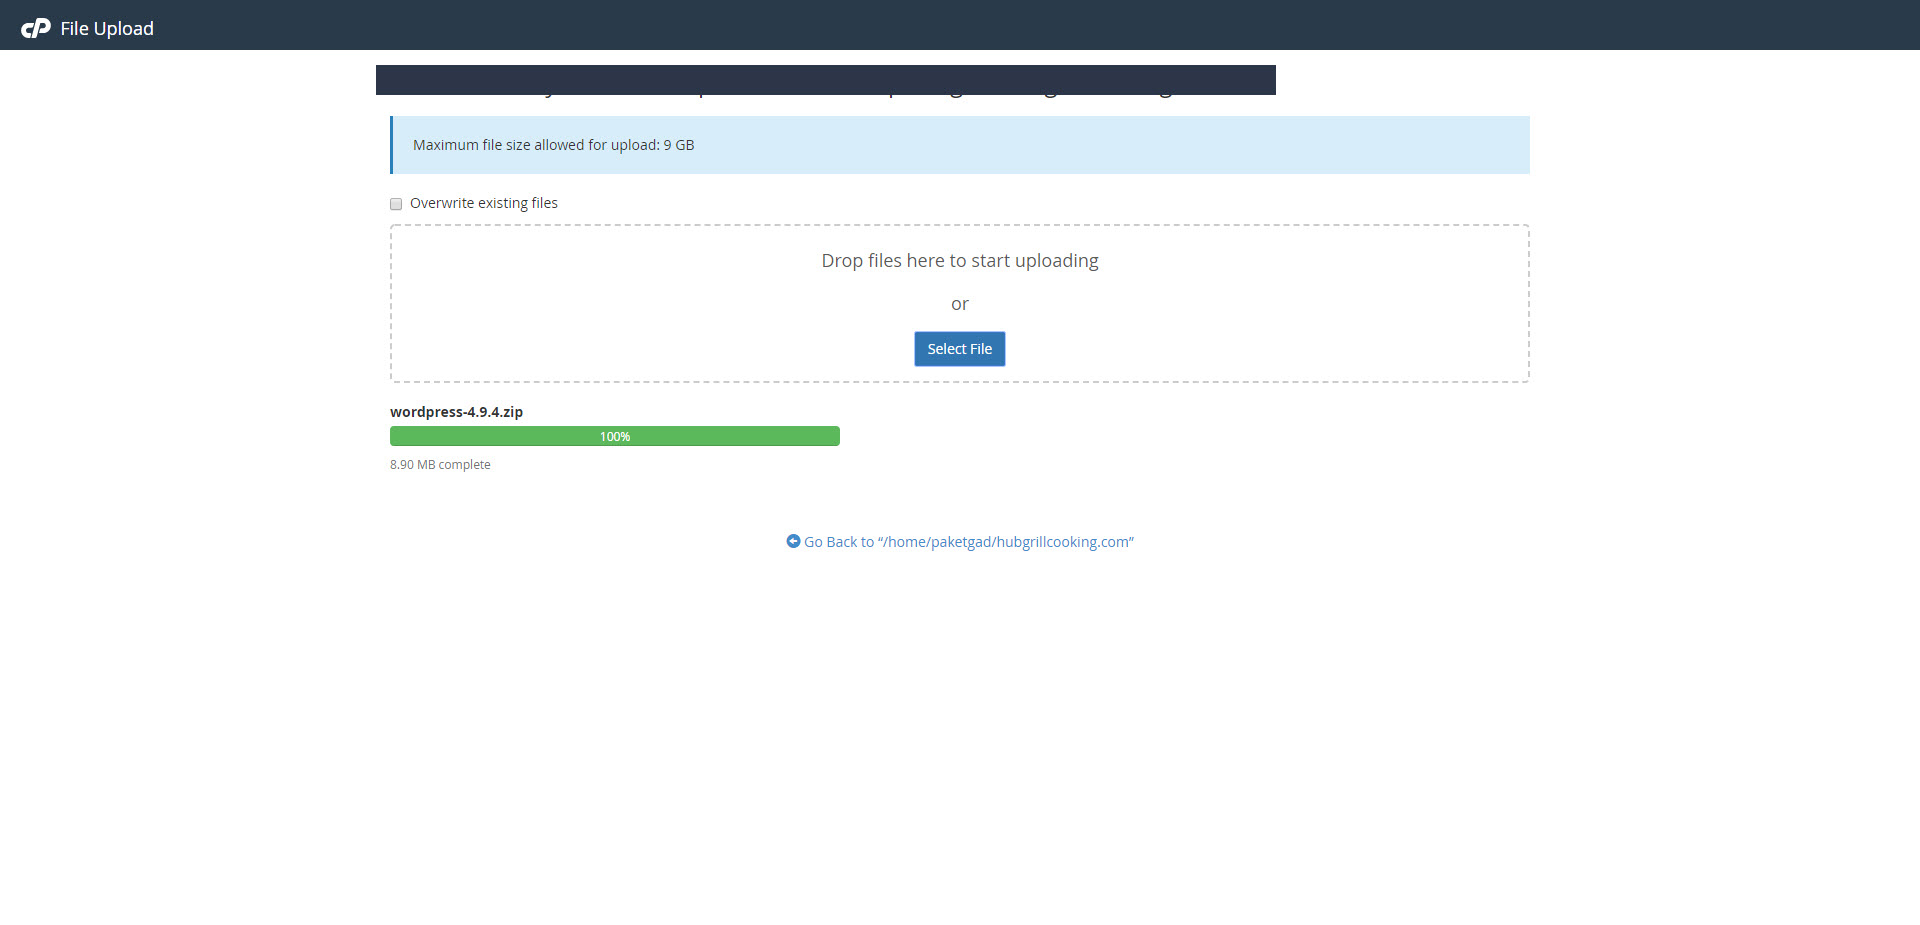 cP File Upload
Maximum file size allowed for upload: 9 GB
Overwrite existing files
Drop files here to start uploading
or
Select File
wordpress-4.9.4.zip
100%
8.90 MB complete
Go Back to “/home/paketgad/hubgrillcooking.com”